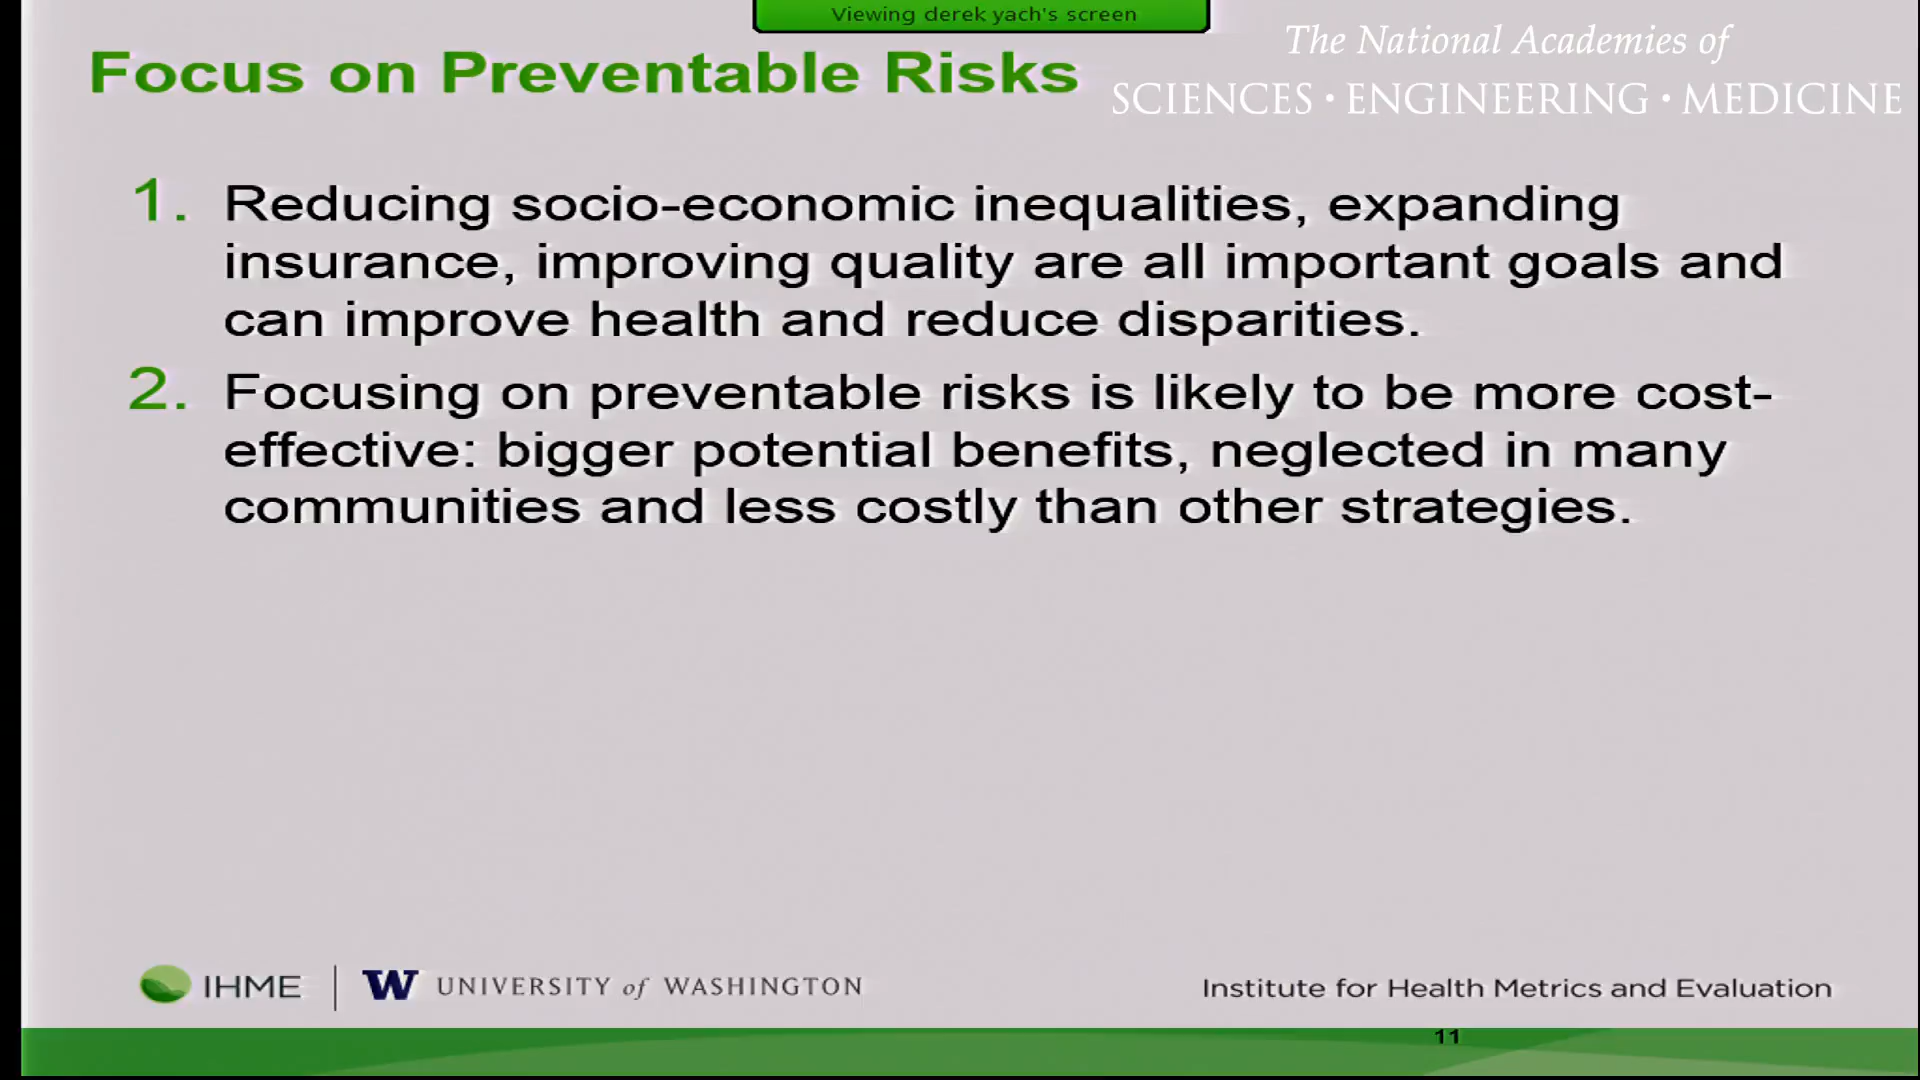 Viewing derek yach's screen
The National Academies of
SCIENCES • ENGINEERING • MEDICINE
Focus on Preventable Risks
1. Reducing socio-economic inequalities, expanding
insurance, improving quality are all important goals and
can improve health and reduce disparities.
2. Focusing on preventable risks is likely to be more cost-
effective: bigger potential benefits, neglected in many
communities and less costly than other strategies.
IHME | W UNIVERSITY of WASHINGTON
Institute for Health Metrics and Evaluation
11